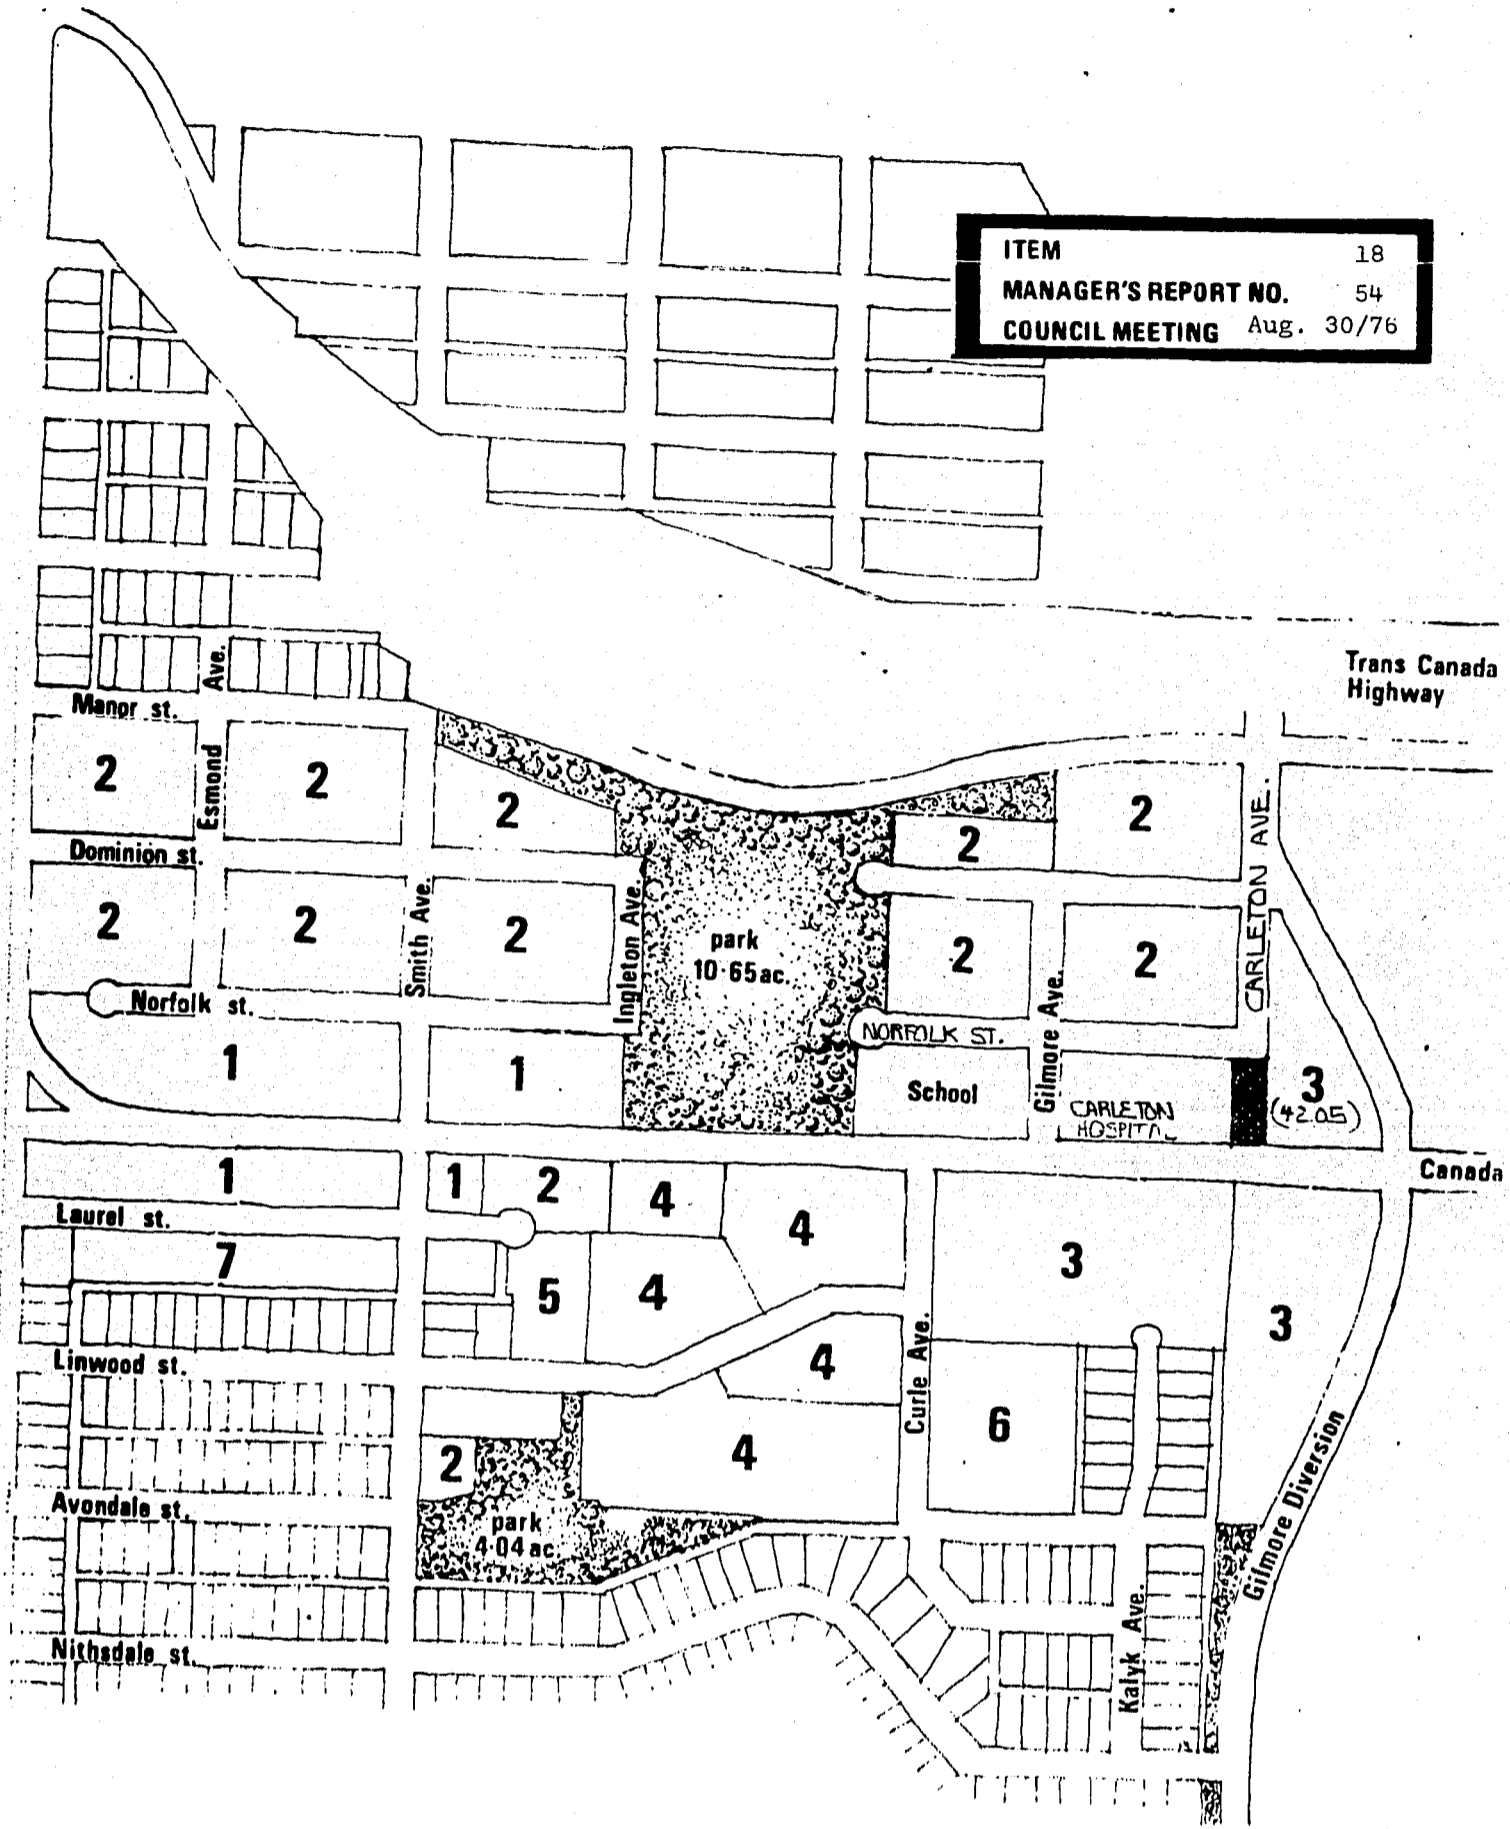 ITEM 18
MANAGER'S REPORT NO. 54
COUNCIL MEETING Aug. 30/76
Trans Canada
Highway
Ave.
Manor st.
Esmond
2
2
2
2
2
CARLETON AVE.
Dominion st.
Smith Ave.
Ingleton Ave.
park
10.65 ac.
2
2
2
2
2
Gilmore Ave.
Norfolk st.
NORFOLK ST.
1
1
School
CARLETON
HOSPITAL
3
(42.05)
Canada
1
1
2
4
4
3
Laurel st.
7
5
4
3
Linwood st.
4
Curle Ave.
6
2
4
Avondale st.
park
4.04 ac.
Gilmore Diversion
Kalyk Ave.
Nithsdale st.